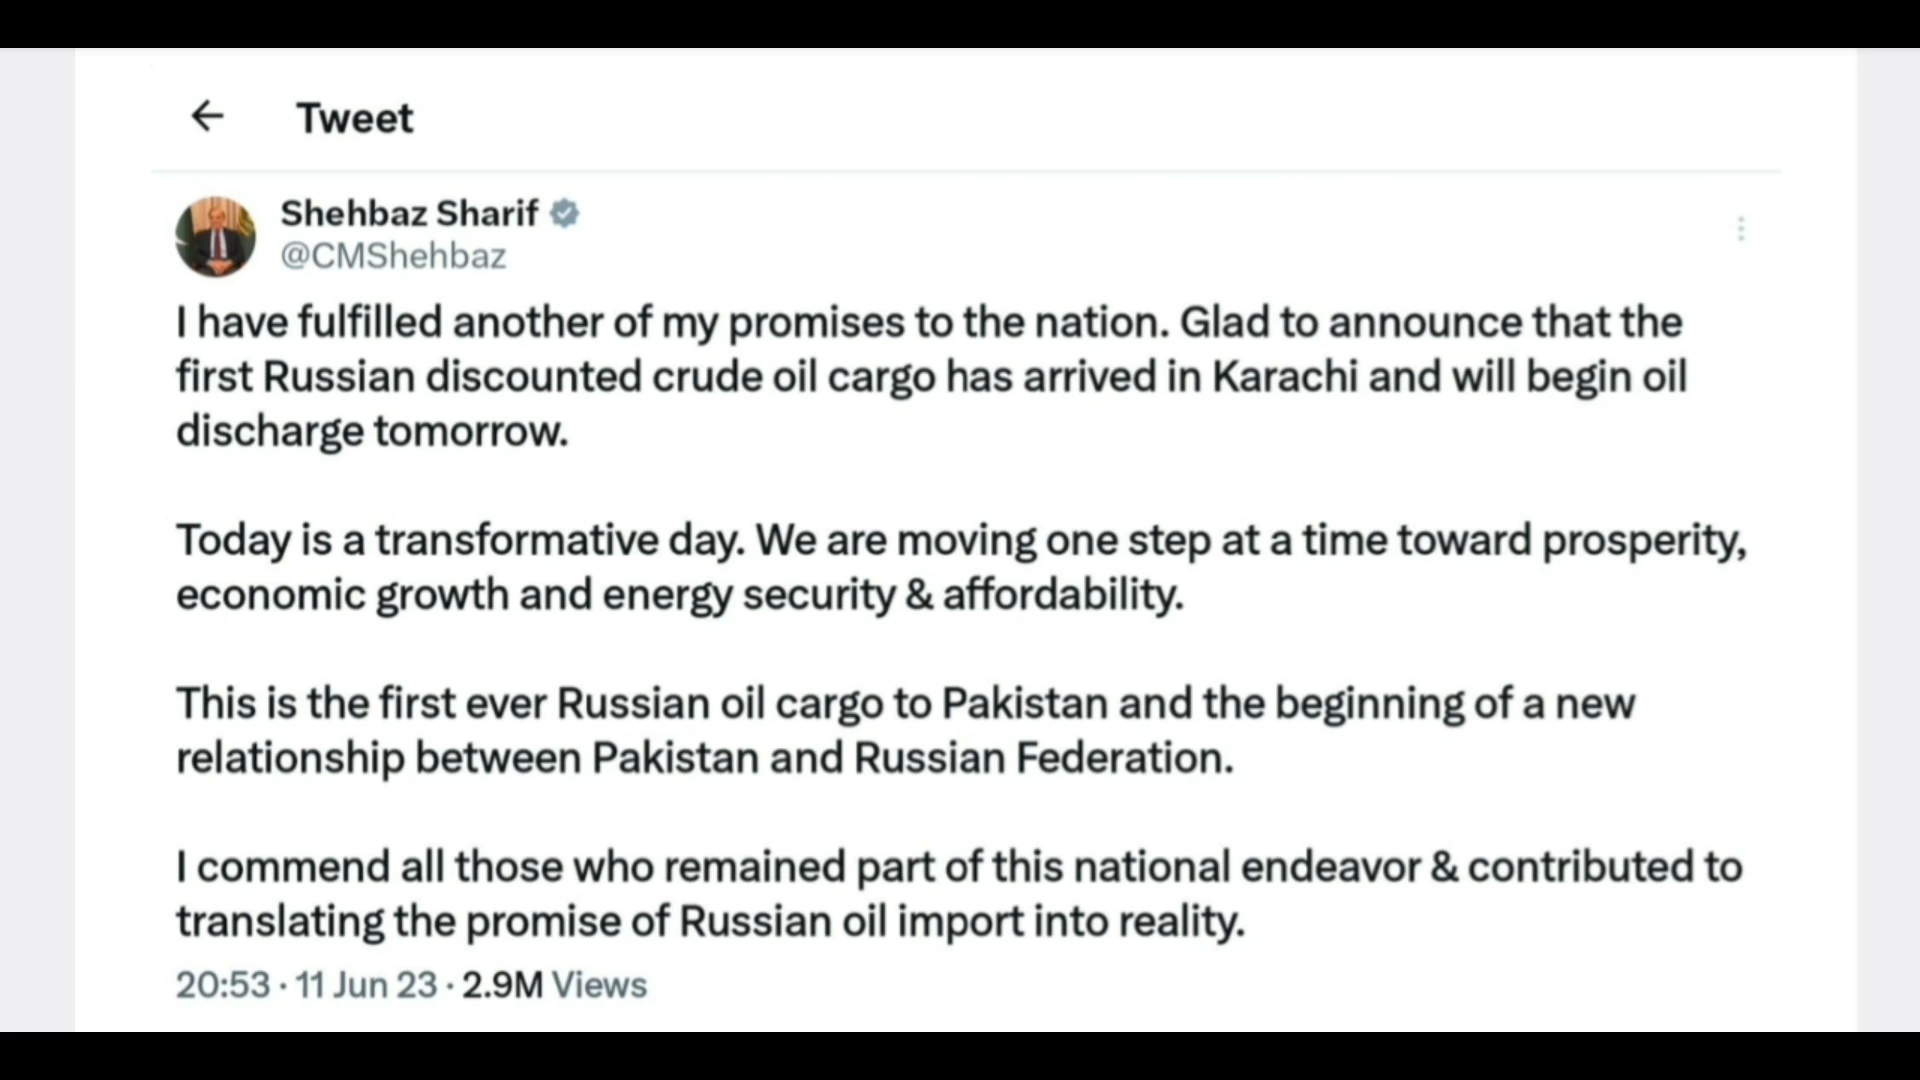 Tweet
Shehbaz Sharif
@CMShehbaz
I have fulfilled another of my promises to the nation. Glad to announce that the
first Russian discounted crude oil cargo has arrived in Karachi and will begin oil
discharge tomorrow.
Today is a transformative day. We are moving one step at a time toward prosperity,
economic growth and energy security & affordability.
This is the first ever Russian oil cargo to Pakistan and the beginning of a new
relationship between Pakistan and Russian Federation.
I commend all those who remained part of this national endeavor & contributed to
translating the promise of Russian oil import into reality.
20:53 · 11 Jun 23 · 2.9M Views